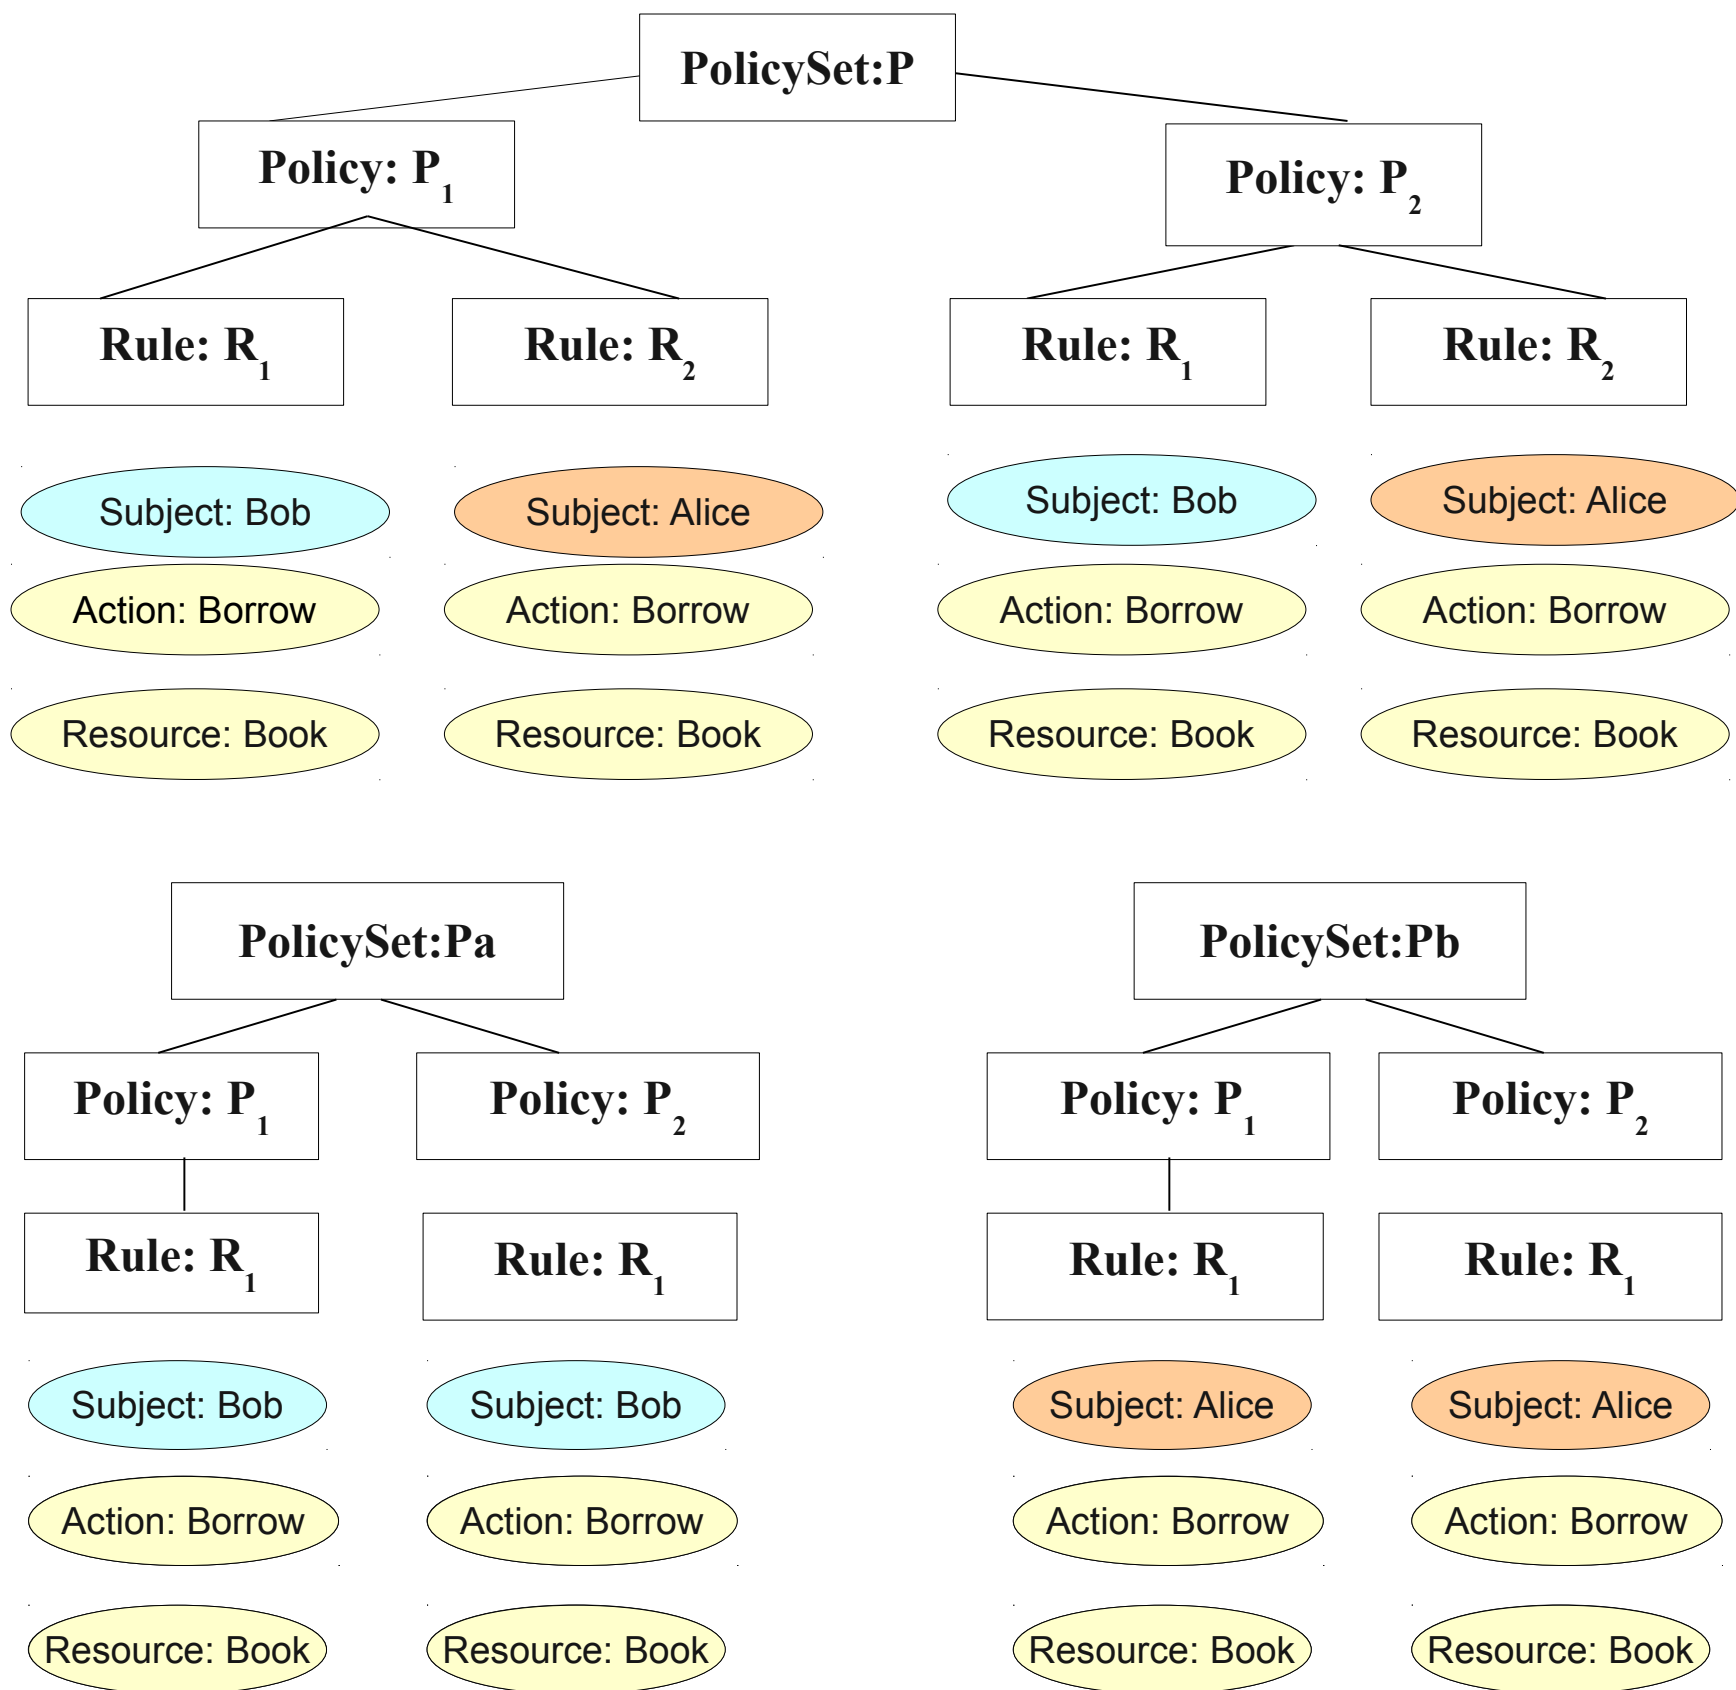 PolicySet:P
Policy: P1
Policy: P2
Rule: R1
Rule: R2
Rule: R1
Rule: R2
Subject: Bob
Subject: Alice
Subject: Bob
Subject: Alice
Action: Borrow
Action: Borrow
Action: Borrow
Action: Borrow
Resource: Book
Resource: Book
Resource: Book
Resource: Book
PolicySet:Pa
PolicySet:Pb
Policy: P1
Policy: P2
Policy: P1
Policy: P2
Rule: R1
Rule: R1
Rule: R1
Rule: R1
Subject: Bob
Subject: Bob
Subject: Alice
Subject: Alice
Action: Borrow
Action: Borrow
Action: Borrow
Action: Borrow
Resource: Book
Resource: Book
Resource: Book
Resource: Book